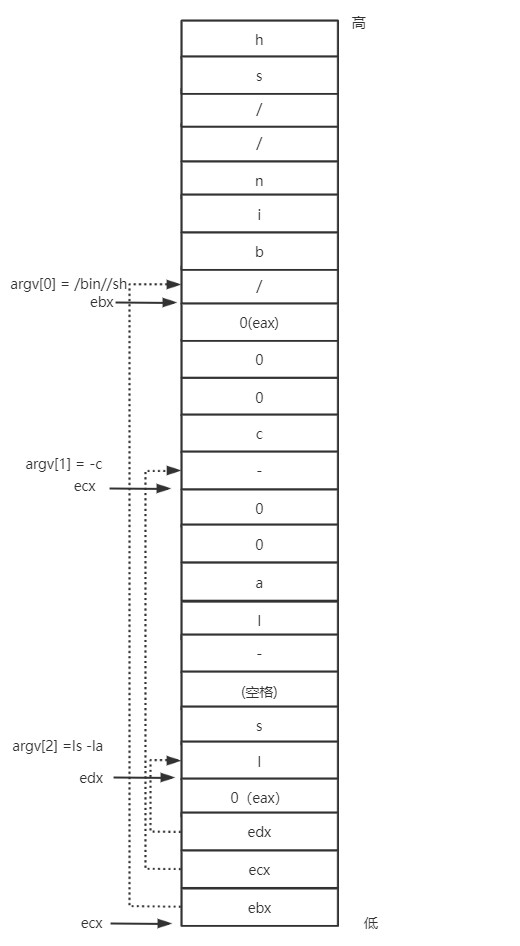 高
h
s
/
/
n
i
b
argv[0] = /bin//sh
/
ebx
0(eax)
0
0
c
argv[1] = -c
-
ecx
0
0
a
l
-
(空格)
s
argv[2] =ls -la
l
edx
0（eax）
edx
ecx
ebx
ecx
低